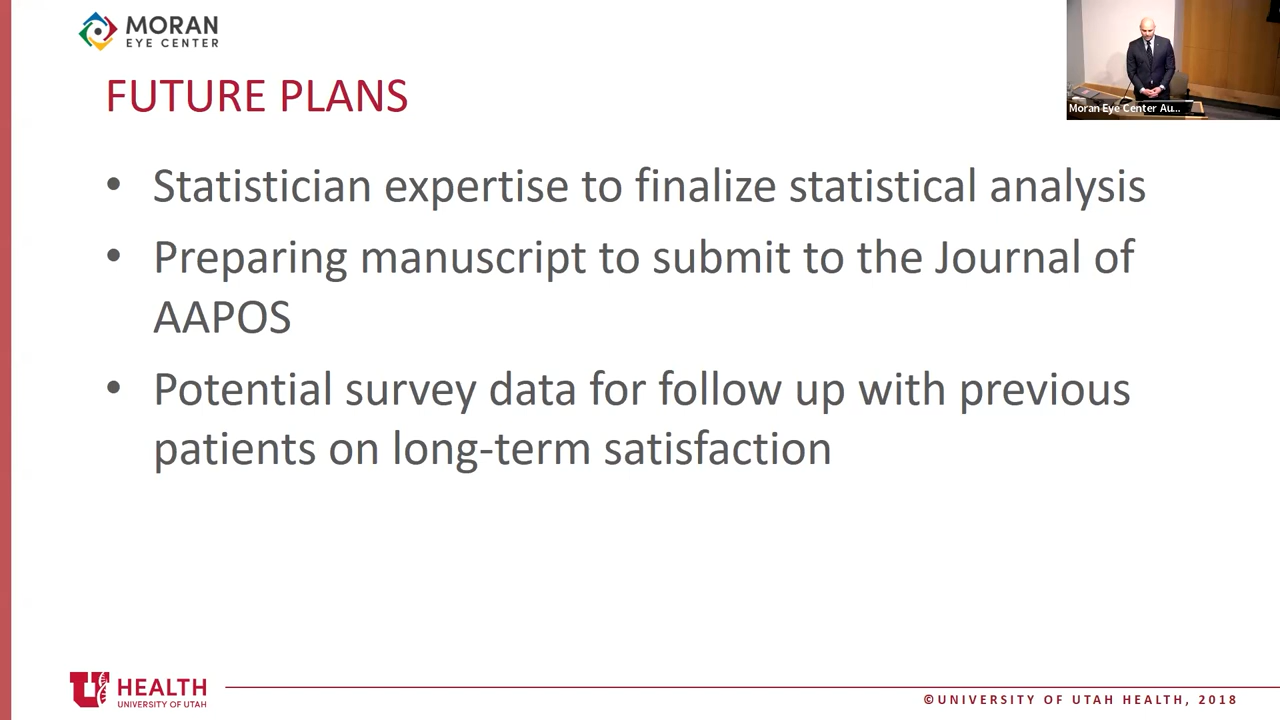 MORAN
EYE CENTER
FUTURE PLANS
Moran Eye Center Au...
• Statistician expertise to finalize statistical analysis
• Preparing manuscript to submit to the Journal of
AAPOS
• Potential survey data for follow up with previous
patients on long-term satisfaction
U HEALTH
UNIVERSITY OF UTAH
©UNIVERSITY OF UTAH HEALTH, 2018